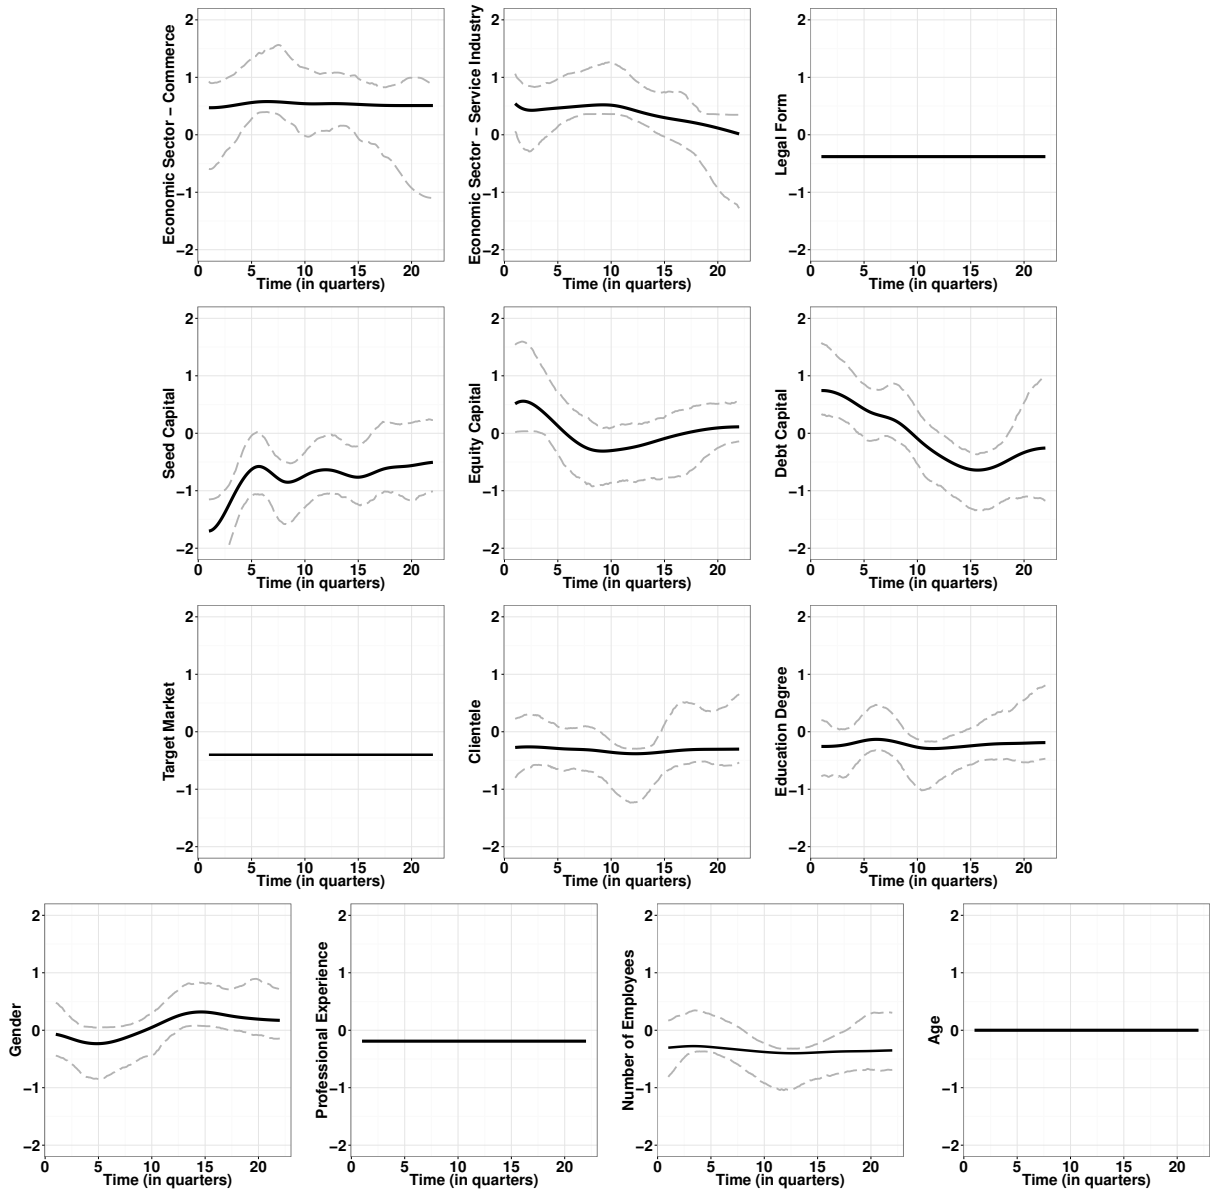 2 2 2
1 1 1
0 0 0
−1 −1 −1
−2 −2 −2
Economic Sector − Commerce
Economic Sector − Service Industry
Legal Form
0 5 10 15 20 0 5 10 15 20 0 5 10 15 20
Time (in quarters) Time (in quarters) Time (in quarters)
2 2 2
1 1 1
0 0 0
−1 −1 −1
−2 −2 −2
Seed Capital
Equity Capital
Debt Capital
0 5 10 15 20 0 5 10 15 20 0 5 10 15 20
Time (in quarters) Time (in quarters) Time (in quarters)
2 2 2
1 1 1
0 0 0
−1 −1 −1
−2 −2 −2
Target Market
Clientele
Education Degree
0 5 10 15 20 0 5 10 15 20 0 5 10 15 20
Time (in quarters) Time (in quarters) Time (in quarters)
2 2 2 2
1 1 1 1
0 0 0 0
−1 −1 −1 −1
−2 −2 −2 −2
Gender
Professional Experience
Number of Employees
Age
0 5 10 15 20 0 5 10 15 20 0 5 10 15 20 0 5 10 15 20
Time (in quarters) Time (in quarters) Time (in quarters) Time (in quarters)